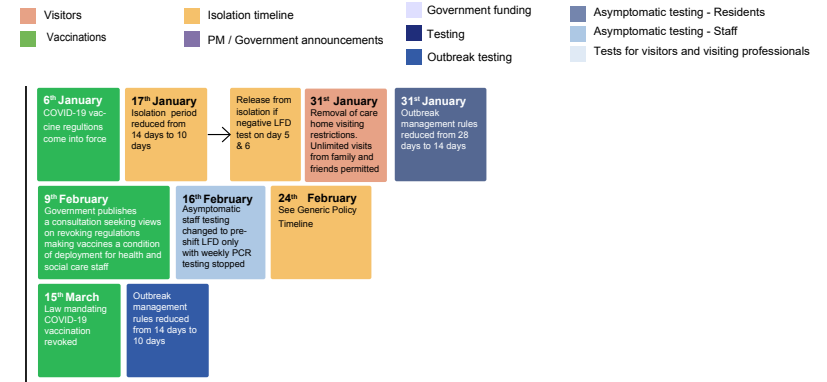 Visitors
Vaccinations
Isolation timeline
PM / Government announcements
Government funding
Testing
Outbreak testing
Asymptomatic testing - Residents
Asymptomatic testing - Staff
Tests for visitors and visiting professionals
6th January
COVID-19 vac-
cine regultions
come into force
17th January
Isolation period
reduced from
14 days to 10
days
Release from
isolation if
negative LFD
test on day 5
& 6
31st January
Removal of care
home visiting
restrictions.
Unlimited visits
from family and
friends permitted
31st January
Outbreak
management rules
reduced from 28
days to 14 days
9th February
Government publishes
a consultation seeking views
on revoking regulations
making vaccines a condition
of deployment for health and
social care staff
16th February
Asymptomatic
staff testing
changed to pre-
shift LFD only
with weekly PCR
testing stopped
24th February
See Generic Policy
Timeline
15th March
Law mandating
COVID-19
vaccination
revoked
Outbreak
management
rules reduced
from 14 days to
10 days